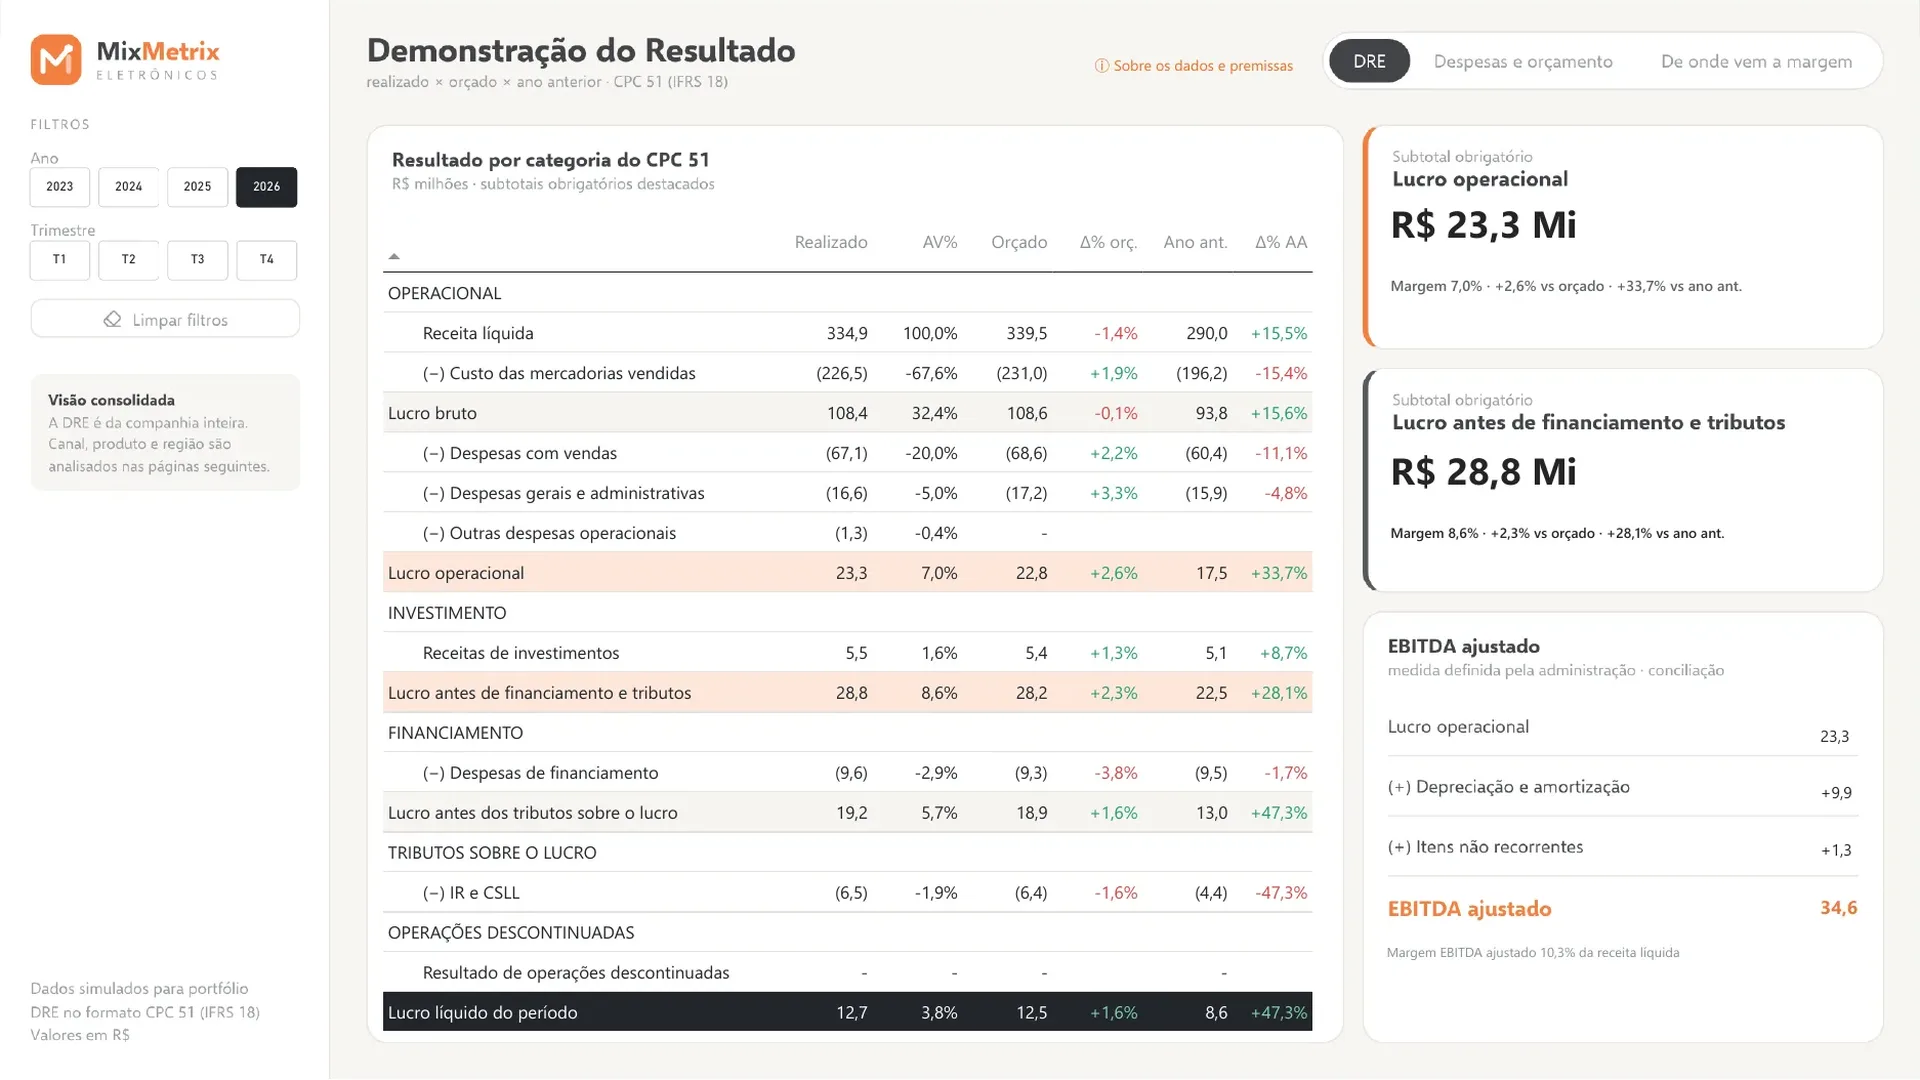 MixMetrix
ELETRÔNICOS
FILTROS
Ano
2023 2024 2025 2026
Trimestre
T1 T2 T3 T4
Limpar filtros
Visão consolidada
A DRE é da companhia inteira.
Canal, produto e região são
analisados nas páginas seguintes.
Dados simulados para portfólio
DRE no formato CPC 51 (IFRS 18)
Valores em R$
Demonstração do Resultado
realizado × orçado × ano anterior · CPC 51 (IFRS 18)
Sobre os dados e premissas
DRE Despesas e orçamento De onde vem a margem
Resultado por categoria do CPC 51
R$ milhões · subtotais obrigatórios destacados
Realizado AV% Orçado Δ% orç. Ano ant. Δ% AA
OPERACIONAL
Receita líquida 334,9 100,0% 339,5 -1,4% 290,0 +15,5%
(−) Custo das mercadorias vendidas (226,5) -67,6% (231,0) +1,9% (196,2) -15,4%
Lucro bruto 108,4 32,4% 108,6 -0,1% 93,8 +15,6%
(−) Despesas com vendas (67,1) -20,0% (68,6) +2,2% (60,4) -11,1%
(−) Despesas gerais e administrativas (16,6) -5,0% (17,2) +3,3% (15,9) -4,8%
(−) Outras despesas operacionais (1,3) -0,4% -
Lucro operacional 23,3 7,0% 22,8 +2,6% 17,5 +33,7%
INVESTIMENTO
Receitas de investimentos 5,5 1,6% 5,4 +1,3% 5,1 +8,7%
Lucro antes de financiamento e tributos 28,8 8,6% 28,2 +2,3% 22,5 +28,1%
FINANCIAMENTO
(−) Despesas de financiamento (9,6) -2,9% (9,3) -3,8% (9,5) -1,7%
Lucro antes dos tributos sobre o lucro 19,2 5,7% 18,9 +1,6% 13,0 +47,3%
TRIBUTOS SOBRE O LUCRO
(−) IR e CSLL (6,5) -1,9% (6,4) -1,6% (4,4) -47,3%
OPERAÇÕES DESCONTINUADAS
Resultado de operações descontinuadas - - - -
Lucro líquido do período 12,7 3,8% 12,5 +1,6% 8,6 +47,3%
Subtotal obrigatório
Lucro operacional
R$ 23,3 Mi
Margem 7,0% · +2,6% vs orçado · +33,7% vs ano ant.
Subtotal obrigatório
Lucro antes de financiamento e tributos
R$ 28,8 Mi
Margem 8,6% · +2,3% vs orçado · +28,1% vs ano ant.
EBITDA ajustado
medida definida pela administração · conciliação
Lucro operacional 23,3
(+) Depreciação e amortização +9,9
(+) Itens não recorrentes +1,3
EBITDA ajustado 34,6
Margem EBITDA ajustado 10,3% da receita líquida